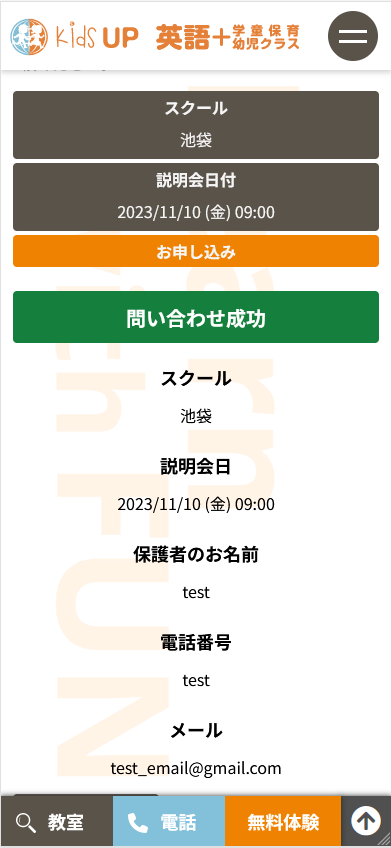 Kids UP 英語+学童保育
幼児クラス
スクール
池袋
説明会日付
2023/11/10 (金) 09:00
お申し込み
問い合わせ成功
スクール
池袋
説明会日
2023/11/10 (金) 09:00
保護者のお名前
test
電話番号
test
メール
test_email@gmail.com
教室 電話 無料体験